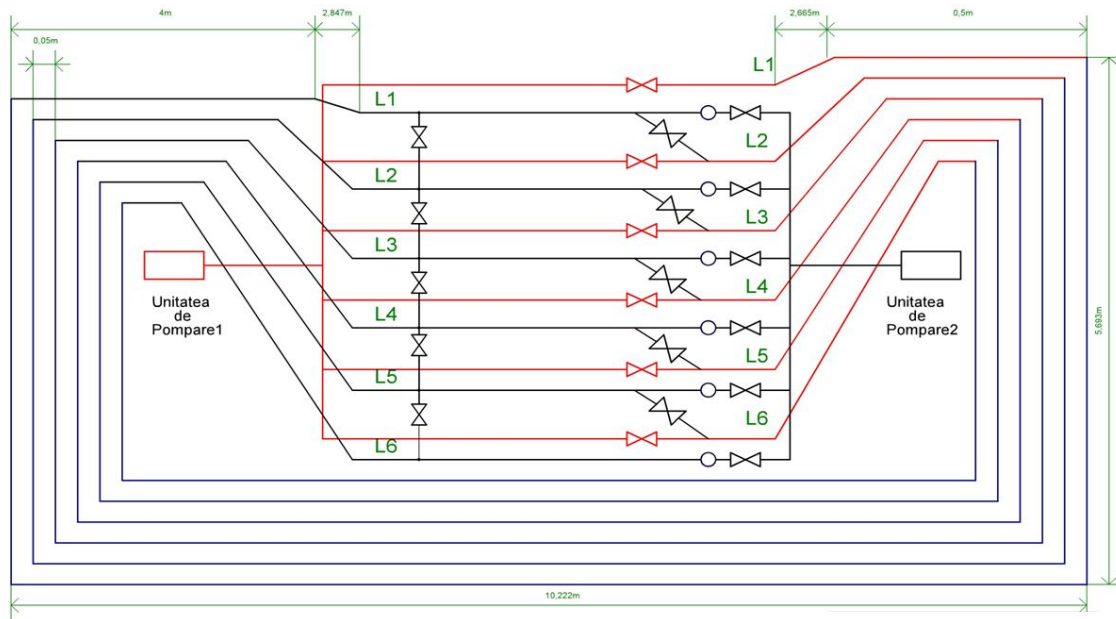 4m
2,847m
2,665m
0,5m
0,05m
L1
L1
L2
L2
L3
L3
L4
L4
L5
L5
L6
L6
Unitatea
de
Pompare1
Unitatea
de
Pompare2
5,693m
10,222m